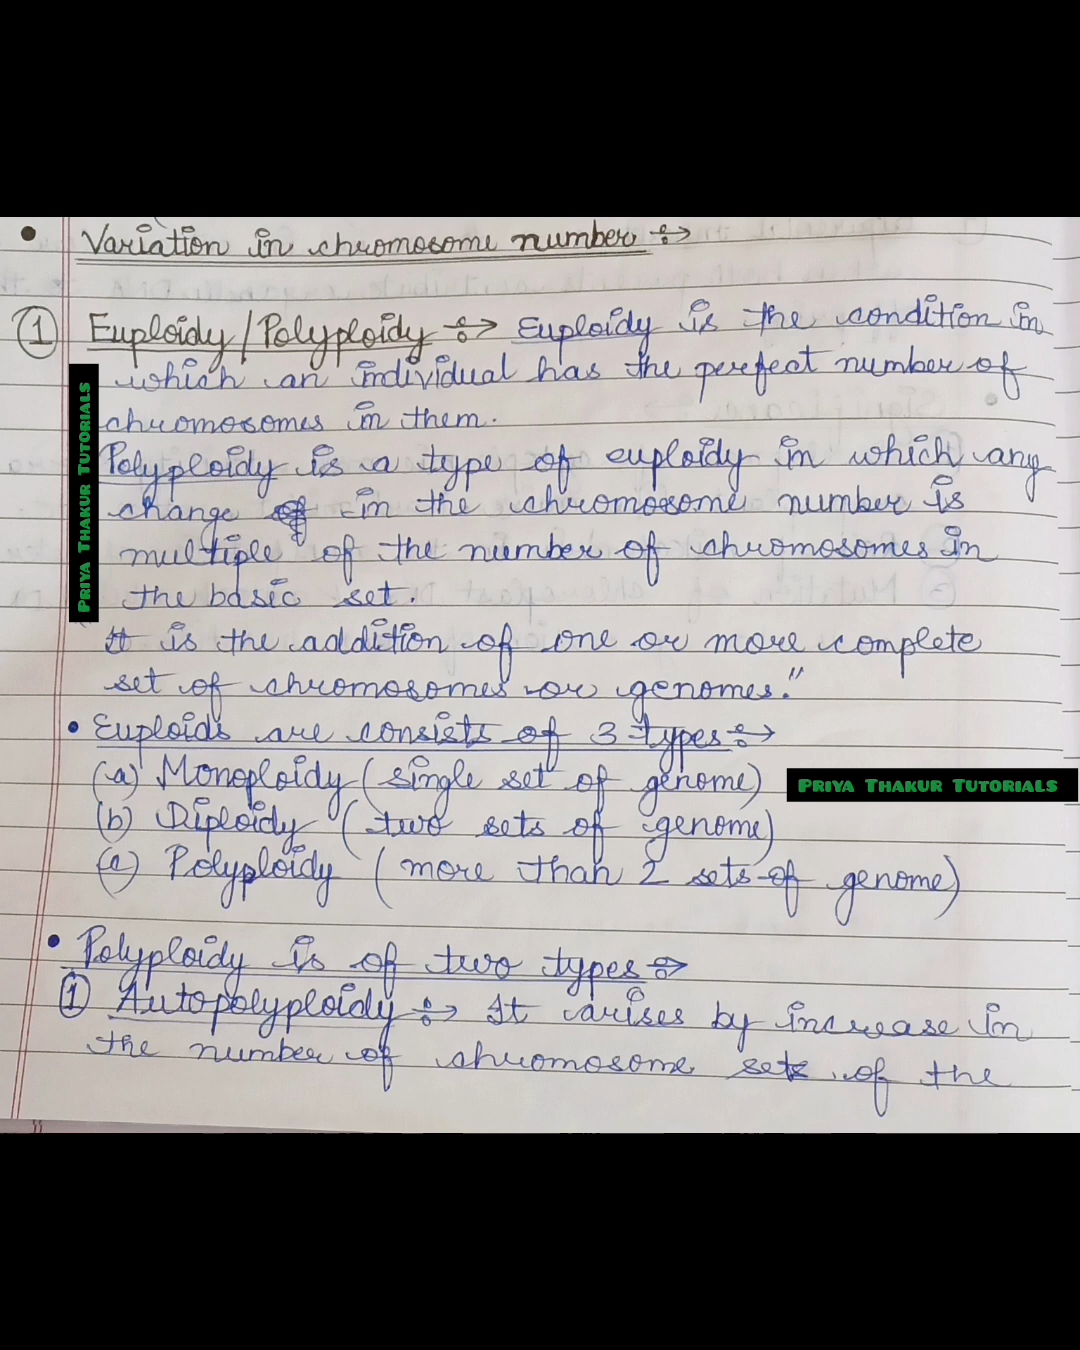 • Variation in chromosome number ÷>
① Euploidy/Polyploidy ÷> Euploidy is the condition in
which an individual has the perfect number of
chromosomes in them.
Polyploidy is a type of euploidy in which any
change in the chromosome number is
multiple of the number of chromosomes in
the basic set.
It is the addition of one or more complete
set of chromosomes or genomes."
• Euploids are consists of 3 types ÷>
(a) Monoploidy (single set of genome)
(b) Diploidy (two sets of genome)
(c) Polyploidy (more than 2 sets of genome)
• Polyploidy is of two types ÷>
① Autopolyploidy ÷> It arises by increase in
the number of chromosome sets of the
PRIYA THAKUR TUTORIALS
PRIYA THAKUR TUTORIALS